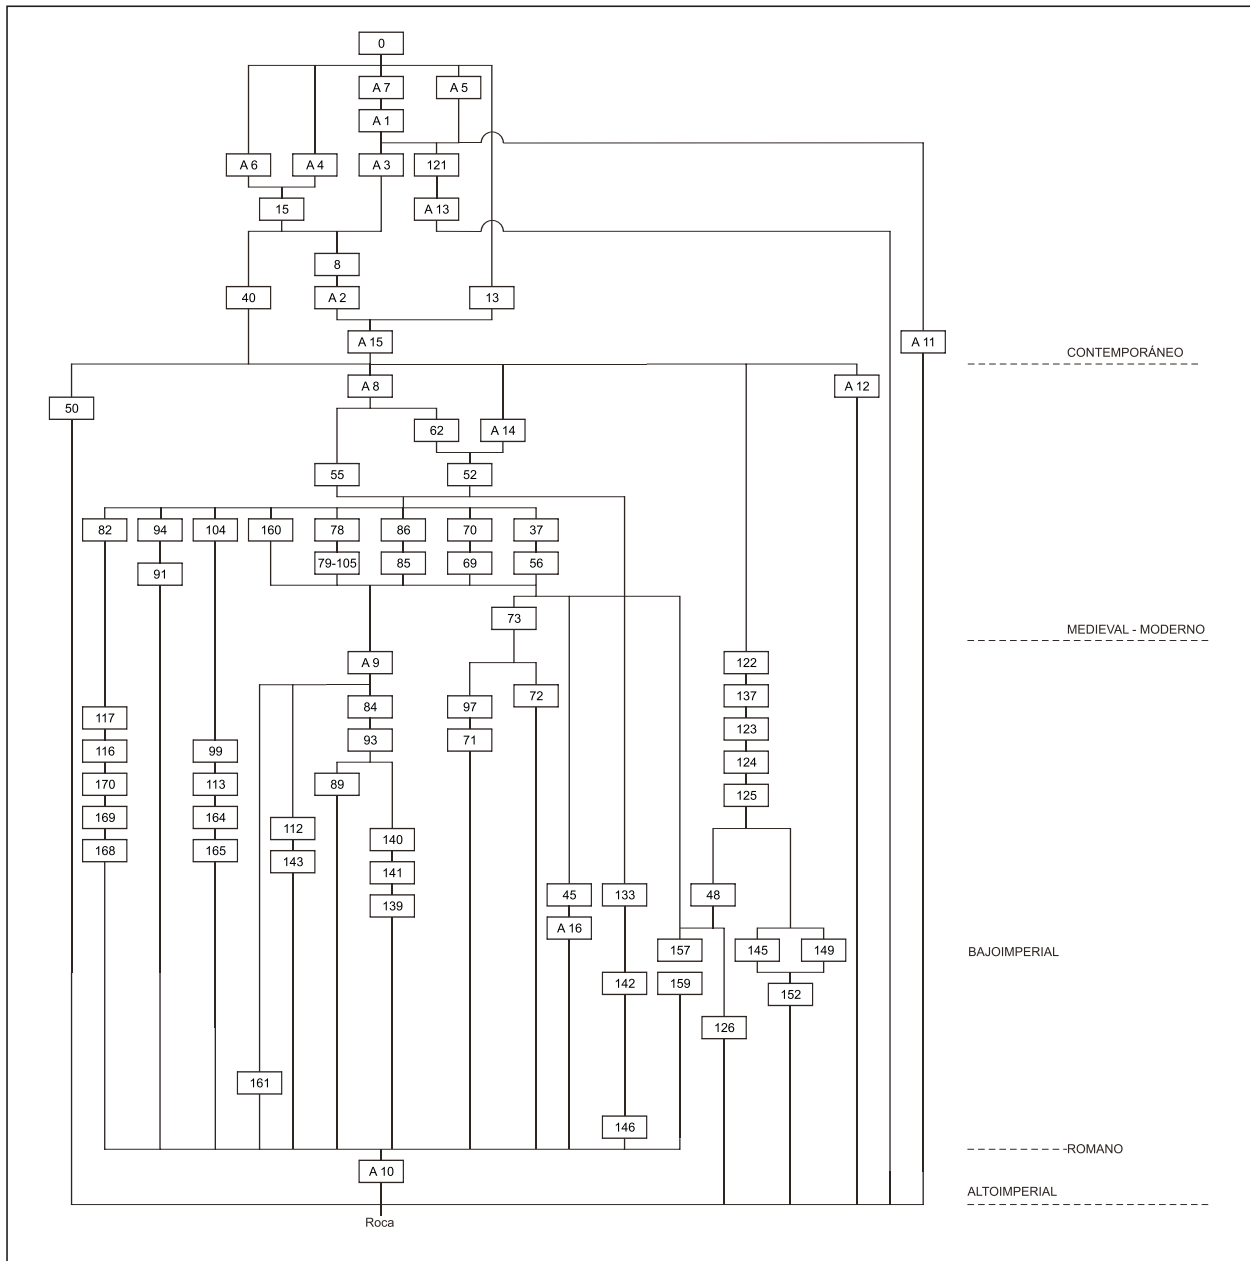 0
A 7
A 5
A 1
A 6
A 4
A 3
121
15
A 13
8
40
A 2
13
A 15
A 11
CONTEMPORÁNEO
A 8
A 12
50
62
A 14
55
52
82
94
104
160
78
86
70
37
79-105
85
69
56
91
73
MEDIEVAL - MODERNO
A 9
122
72
137
84
97
117
123
93
71
116
99
124
89
170
113
125
169
164
112
140
168
165
143
141
45
133
48
139
A 16
157
145
149
BAJOIMPERIAL
142
159
152
126
161
146
ROMANO
A 10
ALTOIMPERIAL
Roca